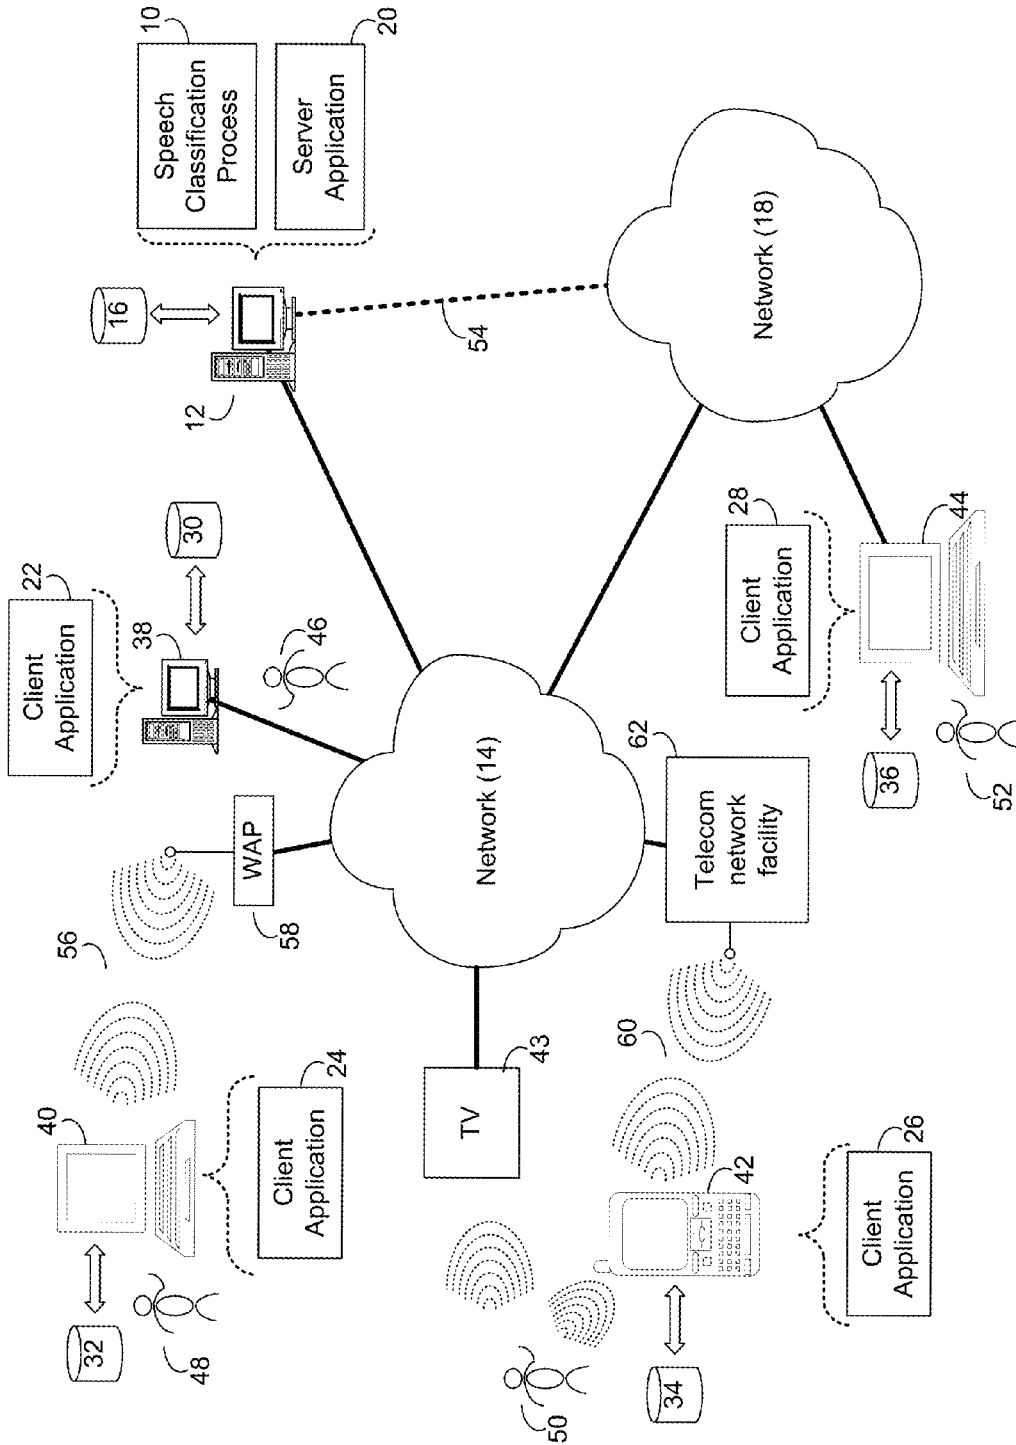 22
Client
Application
40
56
32
16
10
Speech
Classification
Process
38
48
12
30
WAP
58
24
Client
Application
46
20
Server
Application
TV
43
Network (14)
54
50
60
34
62
Telecom
network
facility
42
28
Client
Application
Network (18)
26
Client
Application
36
44
52